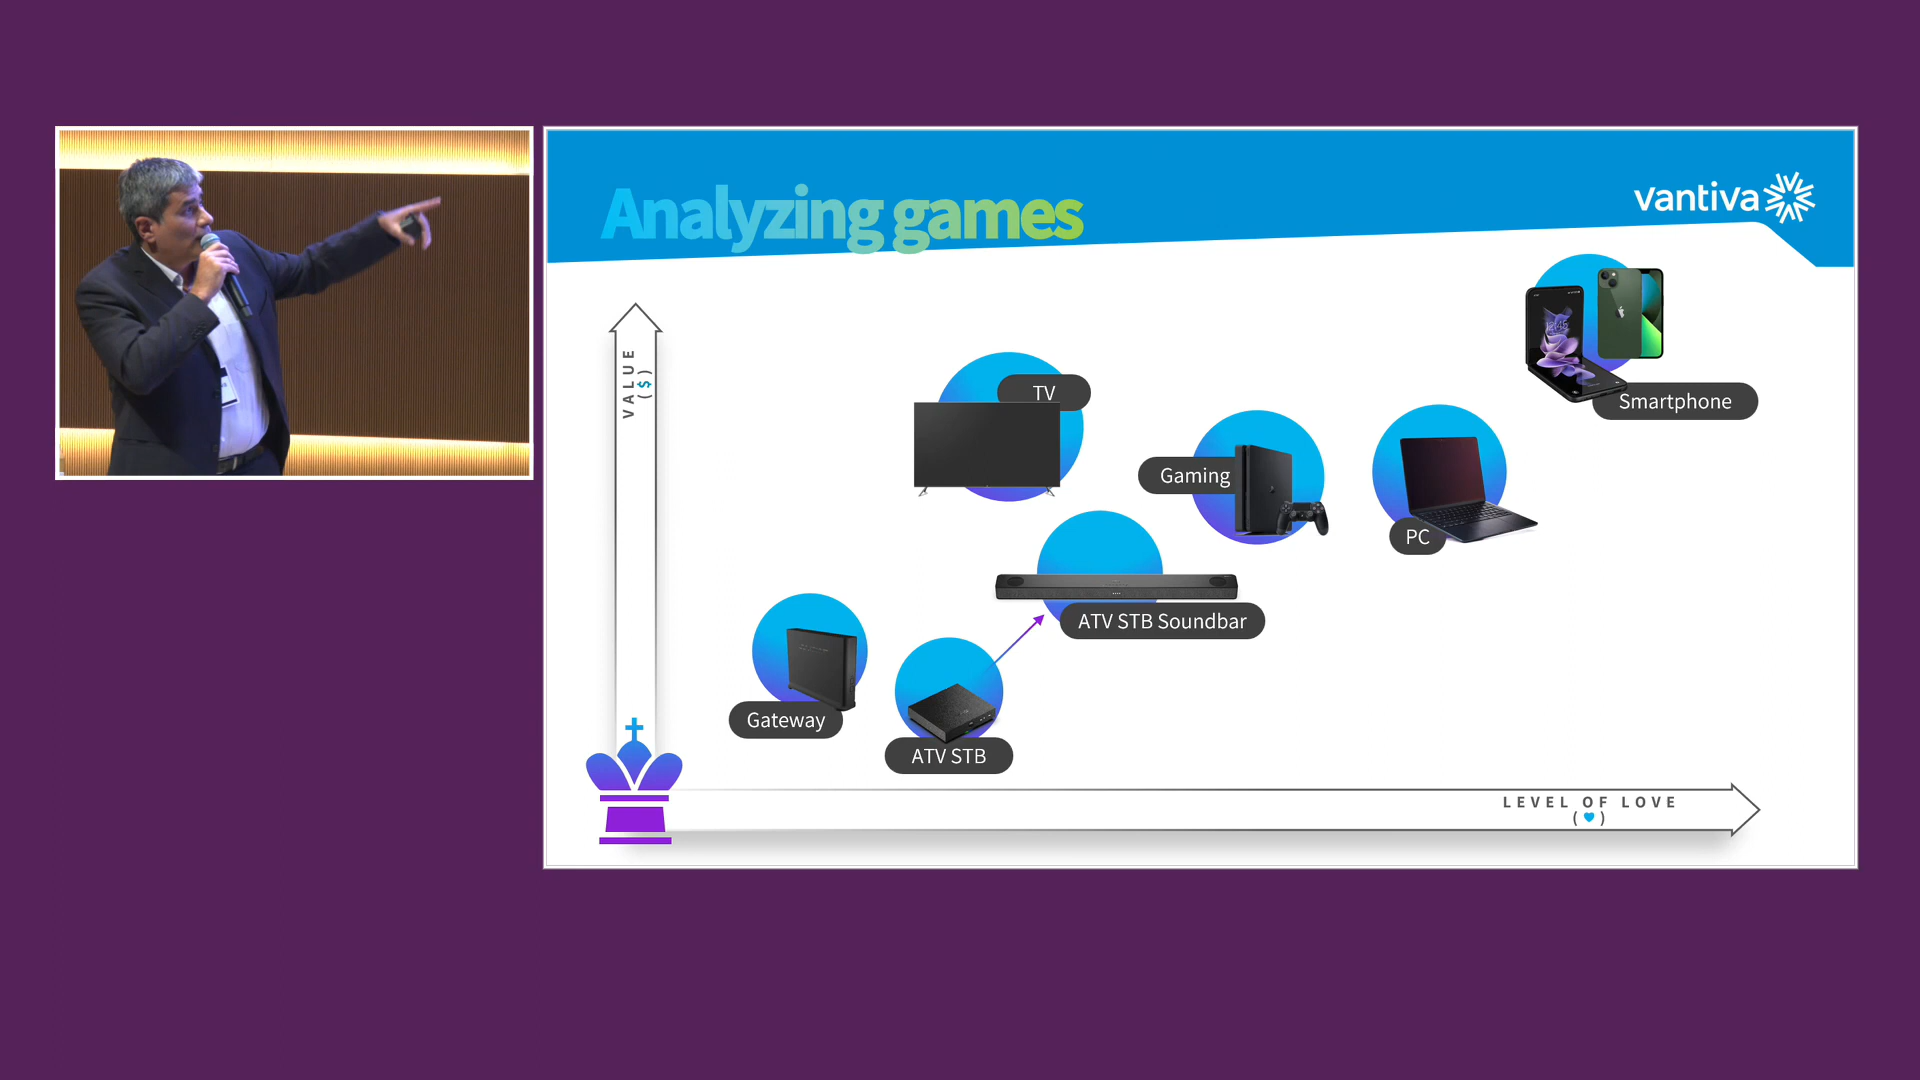 Analyzing games
vantiva
VALUE
($)
TV
Smartphone
Gaming
PC
ATV STB Soundbar
Gateway
ATV STB
LEVEL OF LOVE
(♥)